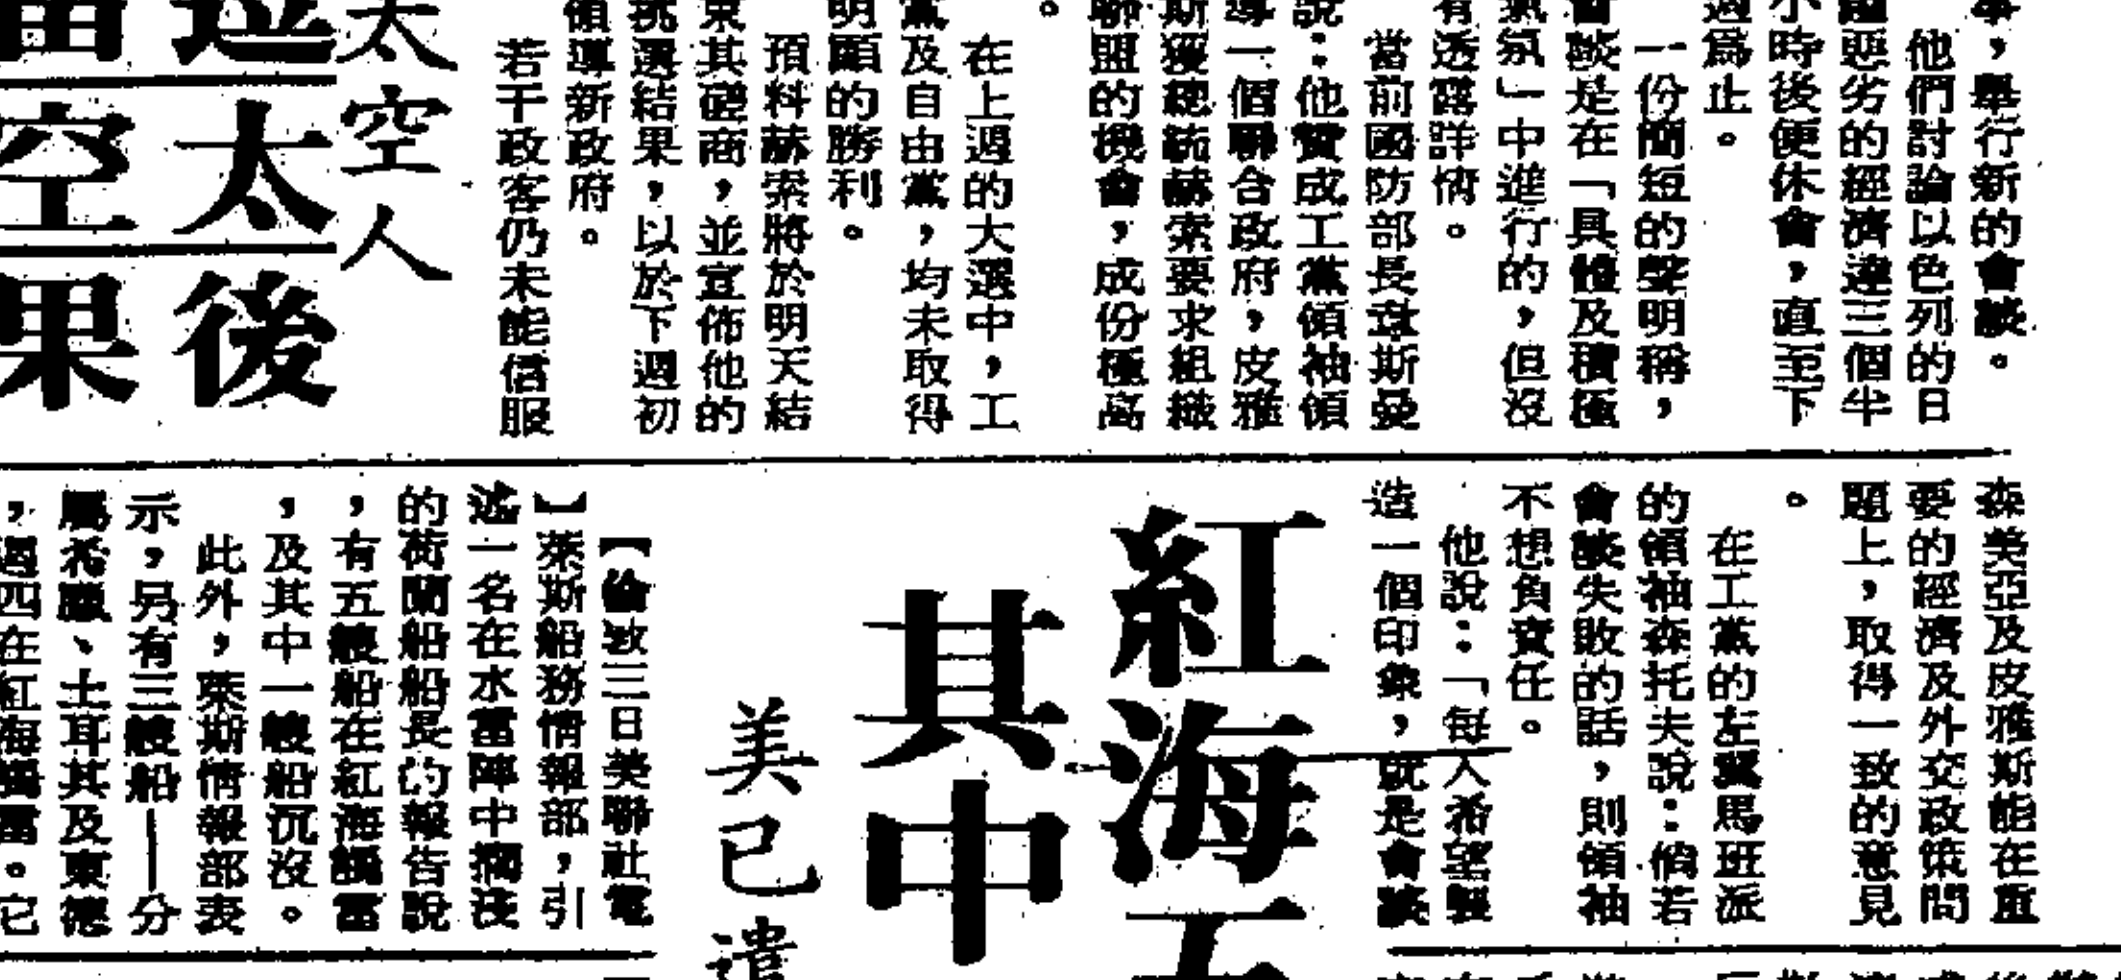 事，舉行新的會談。
他們討論以色列的日
惡劣的經濟達三個半
小時後便休會，直至下
週爲止。
一份簡短的聲明稱，
會談是在「具體及積極
氣氛」中進行的，但沒
有透露詳情。
當前國防部長韋斯曼
說：他贊成工黨領袖領
導一個聯合政府，皮雅
斯獲總統赫索要求組織
聯盟的機會，成份極高
。
在上週的大選中，工
黨及自由黨，均未取得
明顯的勝利。
預料赫索將於明天結
束其磋商，並宣佈他的
挑選結果，以於下週初
領導新政府。
若干政客仍未能信服
太空人
太後
空果
森美亞及皮雅斯能在重
要的經濟及外交政策問
題上，取得一致的意見
。
在工黨的左翼馬班派
的領袖森托夫說：倘若
會談失敗的話，則領袖
不想負責任。
他說：「每人希望製
造一個印象，就是會談
紅海五
其中
美已遣
【倫敦三日美聯社電
】萊斯船務情報部，引
述一名在水雷陣中擱淺
的荷蘭船船長的報告說
，有五艘船在紅海觸雷
，及其中一艘船沉沒。
此外，萊斯情報部表
示，另有三艘船——分
屬希臘、土耳其及東德
，週四在紅海觸雷。它